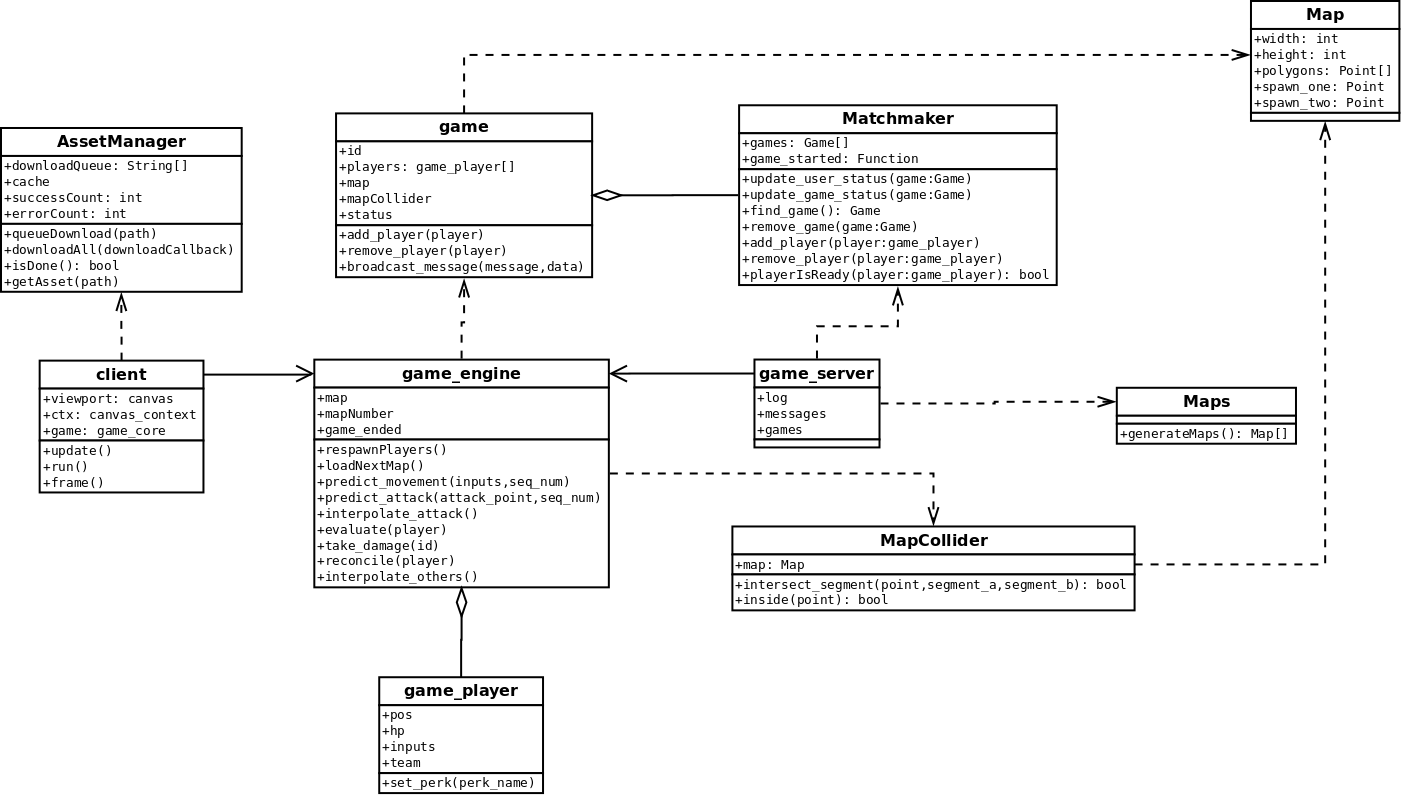 Map
+width: int
+height: int
+polygons: Point[]
+spawn_one: Point
+spawn_two: Point
AssetManager
+downloadQueue: String[]
+cache
+successCount: int
+errorCount: int
+queueDownload(path)
+downloadAll(downloadCallback)
+isDone(): bool
+getAsset(path)
game
+id
+players: game_player[]
+map
+mapCollider
+status
+add_player(player)
+remove_player(player)
+broadcast_message(message,data)
Matchmaker
+games: Game[]
+game_started: Function
+update_user_status(game:Game)
+update_game_status(game:Game)
+find_game(): Game
+remove_game(game:Game)
+add_player(player:game_player)
+remove_player(player:game_player)
+playerIsReady(player:game_player): bool
client
+viewport: canvas
+ctx: canvas_context
+game: game_core
+update()
+run()
+frame()
game_engine
+map
+mapNumber
+game_ended
+respawnPlayers()
+loadNextMap()
+predict_movement(inputs,seq_num)
+predict_attack(attack_point,seq_num)
+interpolate_attack()
+evaluate(player)
+take_damage(id)
+reconcile(player)
+interpolate_others()
game_server
+log
+messages
+games
Maps
+generateMaps(): Map[]
MapCollider
+map: Map
+intersect_segment(point,segment_a,segment_b): bool
+inside(point): bool
game_player
+pos
+hp
+inputs
+team
+set_perk(perk_name)